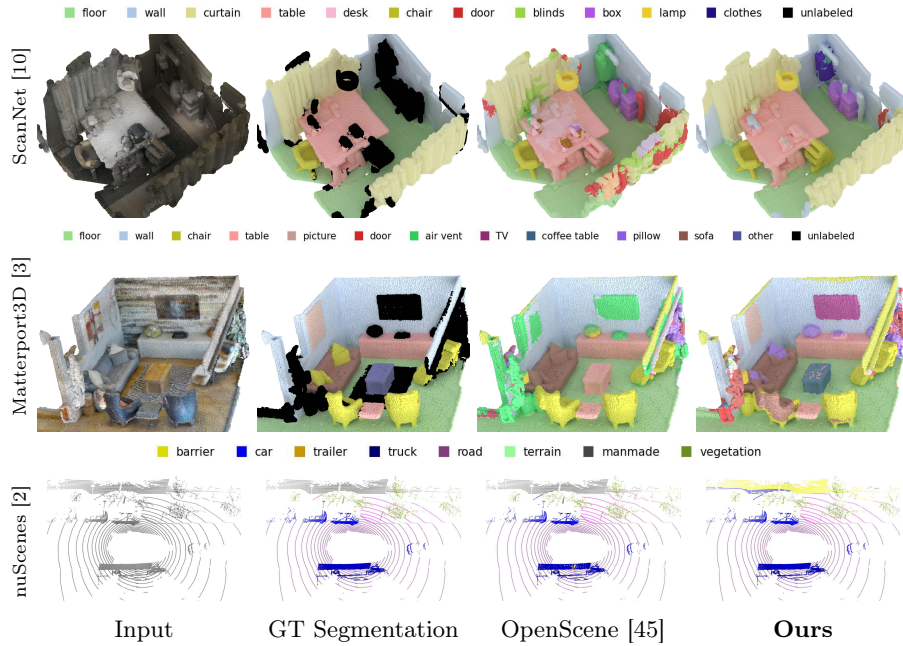 floor wall curtain table desk chair door blinds box lamp clothes unlabeled
ScanNet [10]
floor wall chair table picture door air vent TV coffee table pillow sofa other unlabeled
Matterport3D [3]
barrier car trailer truck road terrain manmade vegetation
nuScenes [2]
Input GT Segmentation OpenScene [45] Ours